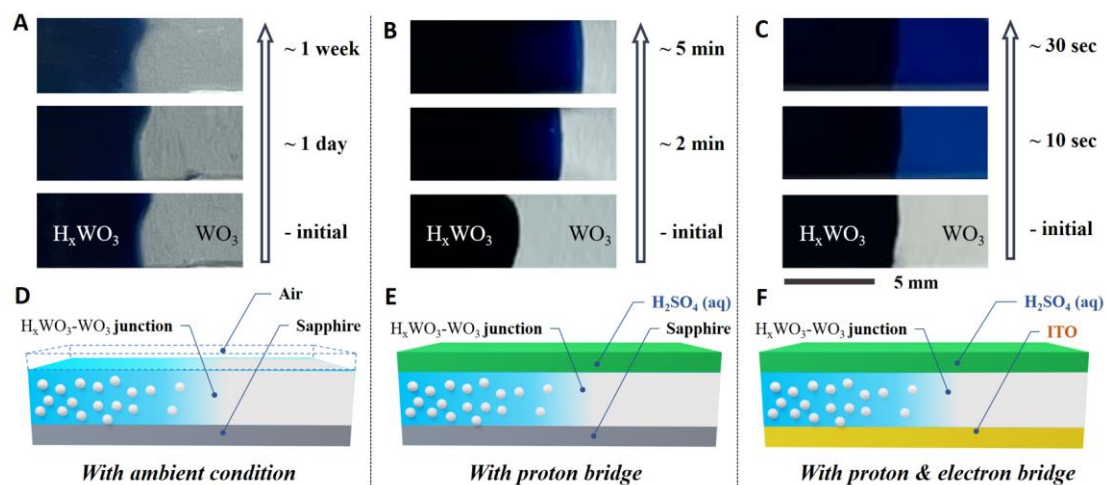 A
~ 1 week
~ 1 day
HₓWO₃ WO₃ - initial
B
~ 5 min
~ 2 min
HₓWO₃ WO₃ - initial
C
~ 30 sec
~ 10 sec
HₓWO₃ WO₃ - initial
5 mm
D
Air
HₓWO₃-WO₃ junction Sapphire
With ambient condition
E
H₂SO₄ (aq)
HₓWO₃-WO₃ junction Sapphire
With proton bridge
F
H₂SO₄ (aq)
HₓWO₃-WO₃ junction ITO
With proton & electron bridge